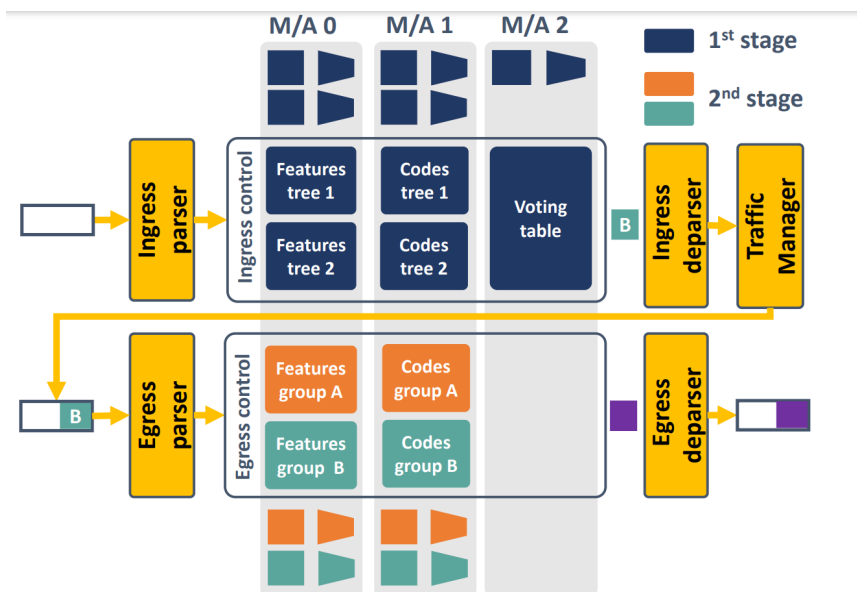 M/A 0
M/A 1
M/A 2
1st stage
2nd stage
Ingress
parser
Ingress control
Features
tree 1
Codes
tree 1
Features
tree 2
Codes
tree 2
Voting
table
B
Ingress
deparser
Traffic
Manager
B
Egress
parser
Egress control
Features
group A
Codes
group A
Features
group B
Codes
group B
Egress
deparser